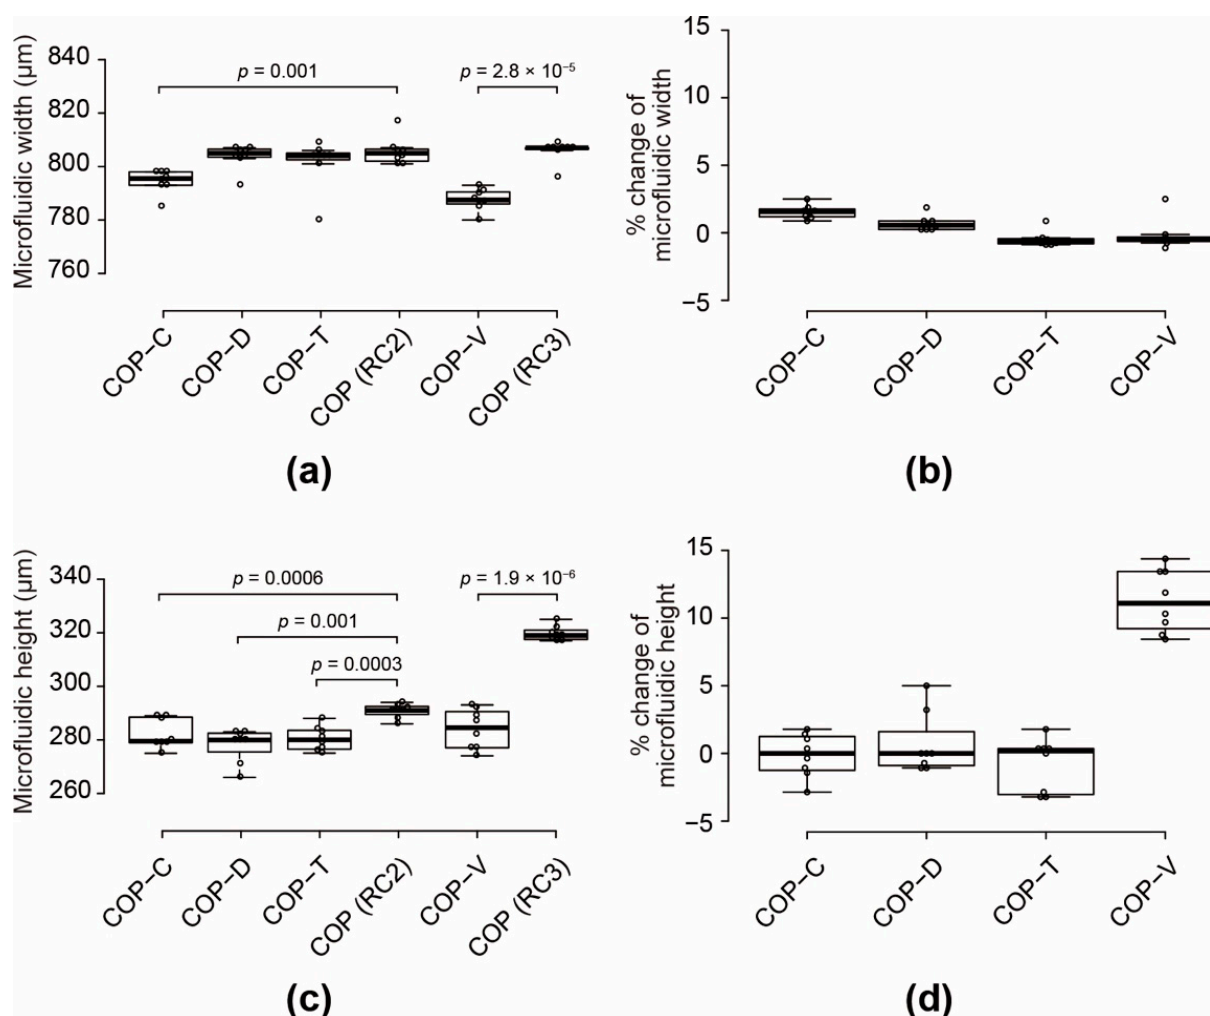 Microfluidic width (μm)
840
820
800
780
760
p = 0.001
p = 2.8 × 10⁻⁵
COP−C
COP−D
COP−T
COP (RC2)
COP−V
COP (RC3)
(a)
% change of
microfluidic width
15
10
5
0
−5
COP−C
COP−D
COP−T
COP−V
(b)
Microfluidic height (μm)
340
320
300
280
260
p = 0.0006
p = 1.9 × 10⁻⁶
p = 0.001
p = 0.0003
COP−C
COP−D
COP−T
COP (RC2)
COP−V
COP (RC3)
(c)
% change of
microfluidic height
15
10
5
0
−5
COP−C
COP−D
COP−T
COP−V
(d)